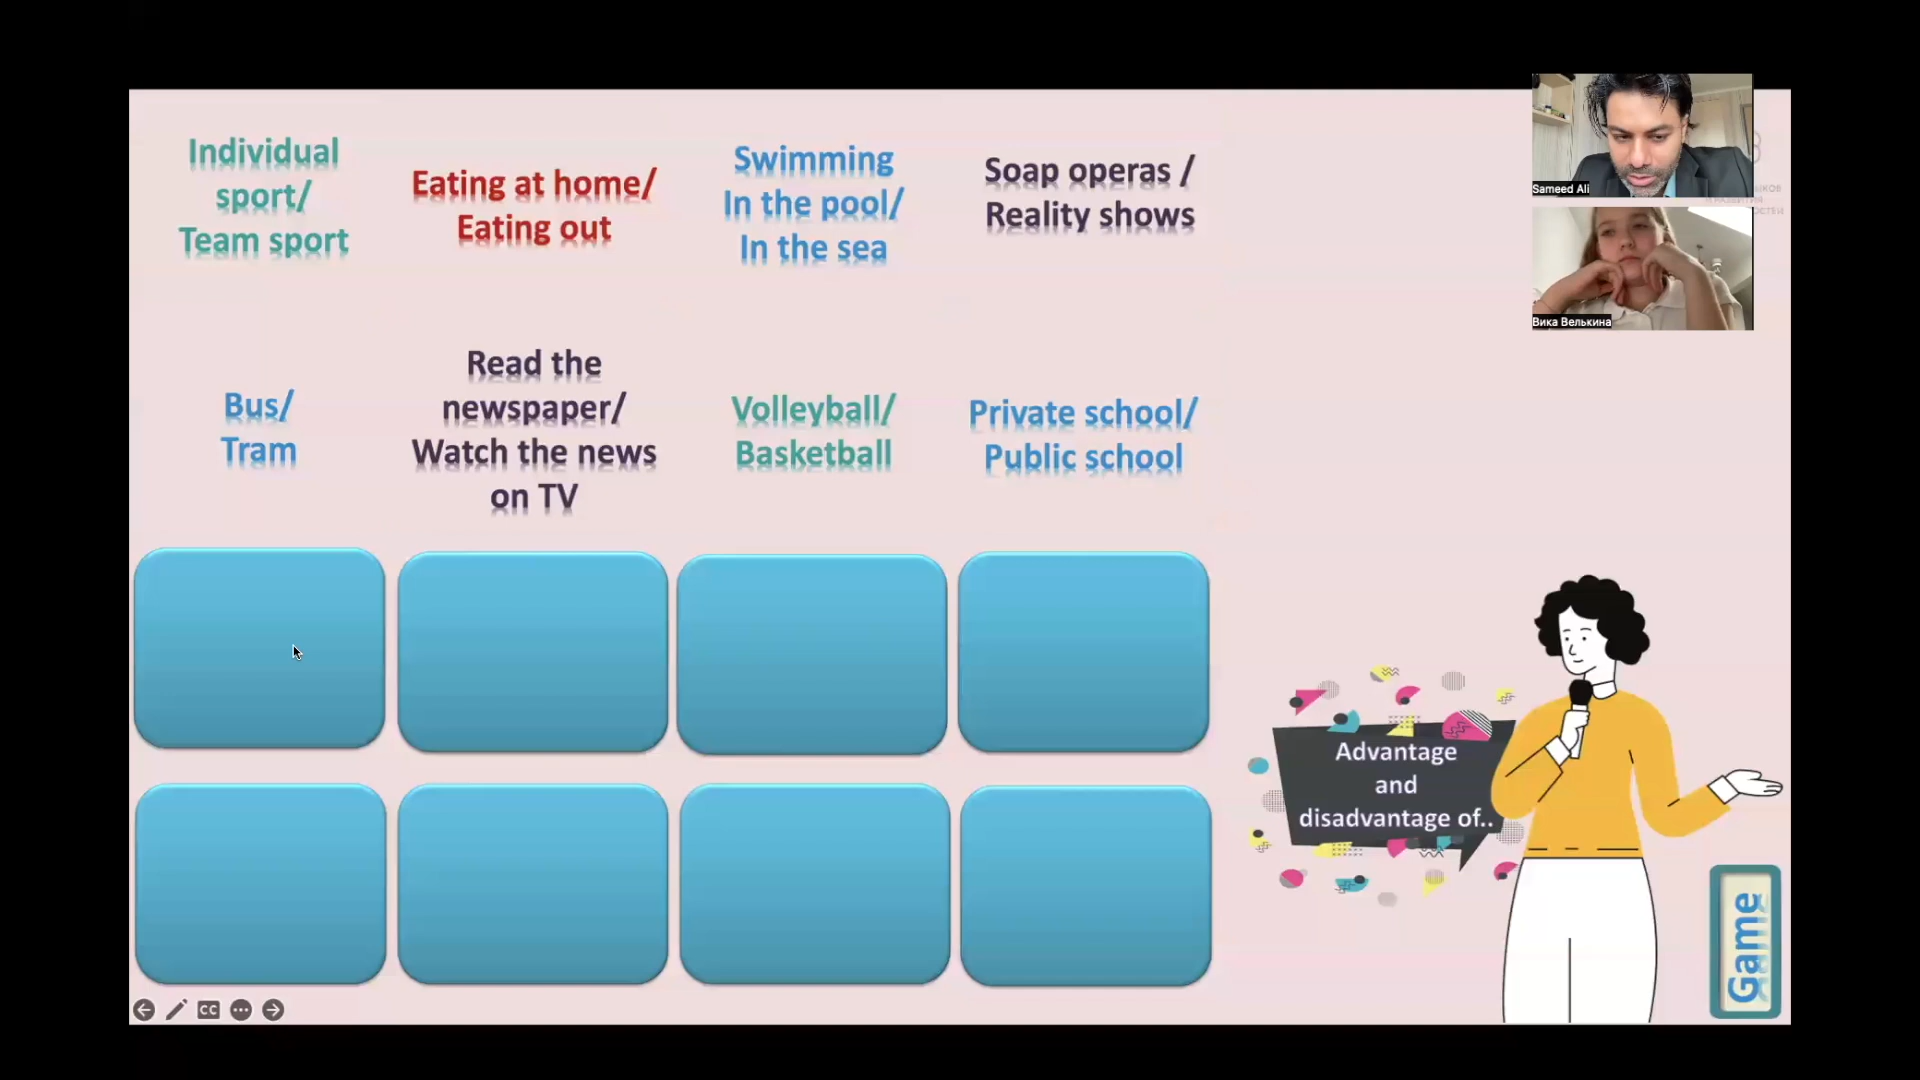 Individual
sport/
Team sport
Eating at home/
Eating out
Swimming
In the pool/
In the sea
Soap operas /
Reality shows
Bus/
Tram
Read the
newspaper/
Watch the news
on TV
Volleyball/
Basketball
Private school/
Public school
Sameed Ali
Вика Велькина
Advantage
and
disadvantage of..
Game
CC